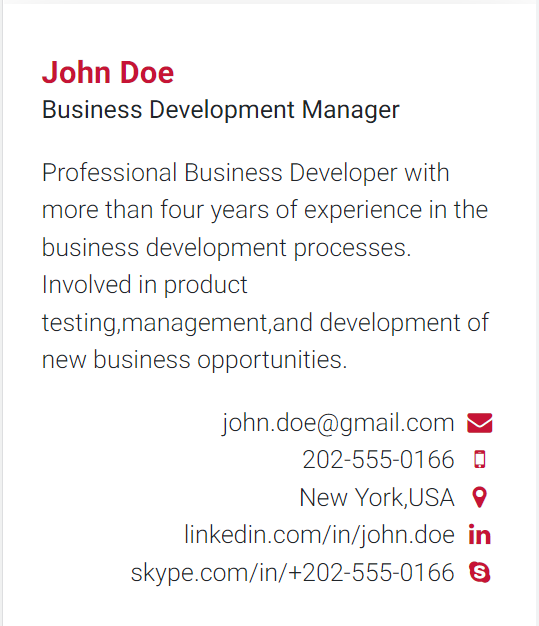 John Doe
Business Development Manager
Professional Business Developer with
more than four years of experience in the
business development processes.
Involved in product
testing,management,and development of
new business opportunities.
john.doe@gmail.com
202-555-0166
New York,USA
linkedin.com/in/john.doe
skype.com/in/+202-555-0166